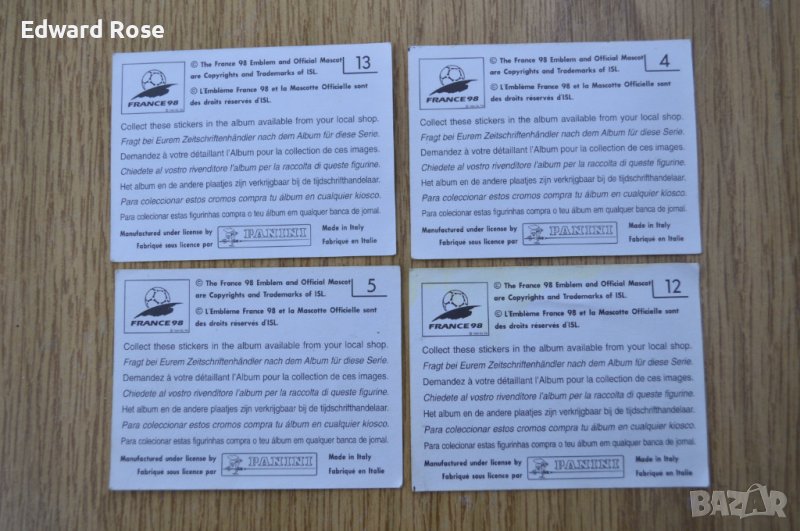 Edward Rose
FRANCE 98
© The France 98 Emblem and Official Mascot
are Copyrights and Trademarks of ISL.
13
© L'Emblème France 98 et la Mascotte Officielle sont
des droits réservés d'ISL.
Collect these stickers in the album available from your local shop.
Fragt bei Eurem Zeitschriftenhändler nach dem Album für diese Serie.
Demandez à votre détaillant l'Album pour la collection de ces images.
Chiedete al vostro rivenditore l'album per la raccolta di queste figurine.
Het album en de andere plaatjes zijn verkrijgbaar bij de tijdschrifthandelaar.
Para coleccionar estos cromos compra tu álbum en cualquier kiosco.
Para colecionar estas figurinhas compra o teu álbum em qualquer banca de jornal.
Manufactured under license by
Fabriqué sous licence par
PANINI
Made in Italy
Fabriqué en Italie
FRANCE 98
© The France 98 Emblem and Official Mascot
are Copyrights and Trademarks of ISL.
4
© L'Emblème France 98 et la Mascotte Officielle sont
des droits réservés d'ISL.
Collect these stickers in the album available from your local shop.
Fragt bei Eurem Zeitschriftenhändler nach dem Album für diese Serie.
Demandez à votre détaillant l'Album pour la collection de ces images.
Chiedete al vostro rivenditore l'album per la raccolta di queste figurine.
Het album en de andere plaatjes zijn verkrijgbaar bij de tijdschrifthandelaar.
Para coleccionar estos cromos compra tu álbum en cualquier kiosco.
Para colecionar estas figurinhas compra o teu álbum em qualquer banca de jornal.
Manufactured under license by
Fabriqué sous licence par
PANINI
Made in Italy
Fabriqué en Italie
FRANCE 98
© The France 98 Emblem and Official Mascot
are Copyrights and Trademarks of ISL.
5
© L'Emblème France 98 et la Mascotte Officielle sont
des droits réservés d'ISL.
Collect these stickers in the album available from your local shop.
Fragt bei Eurem Zeitschriftenhändler nach dem Album für diese Serie.
Demandez à votre détaillant l'Album pour la collection de ces images.
Chiedete al vostro rivenditore l'album per la raccolta di queste figurine.
Het album en de andere plaatjes zijn verkrijgbaar bij de tijdschrifthandelaar.
Para coleccionar estos cromos compra tu álbum en cualquier kiosco.
Para colecionar estas figurinhas compra o teu álbum em qualquer banca de jornal.
Manufactured under license by
Fabriqué sous licence par
PANINI
Made in Italy
Fabriqué en Italie
FRANCE 98
© The France 98 Emblem and Official Mascot
are Copyrights and Trademarks of ISL.
12
© L'Emblème France 98 et la Mascotte Officielle sont
des droits réservés d'ISL.
Collect these stickers in the album available from your local shop.
Fragt bei Eurem Zeitschriftenhändler nach dem Album für diese Serie.
Demandez à votre détaillant l'Album pour la collection de ces images.
Chiedete al vostro rivenditore l'album per la raccolta di queste figurine.
Het album en de andere plaatjes zijn verkrijgbaar bij de tijdschrifthandelaar.
Para coleccionar estos cromos compra tu álbum en cualquier kiosco.
Para colecionar estas figurinhas compra o teu álbum em qualquer banca de jornal.
Manufactured under license by
Fabriqué sous licence par
PANINI
Made in Italy
Fabriqué en Italie
BAZAR
bg